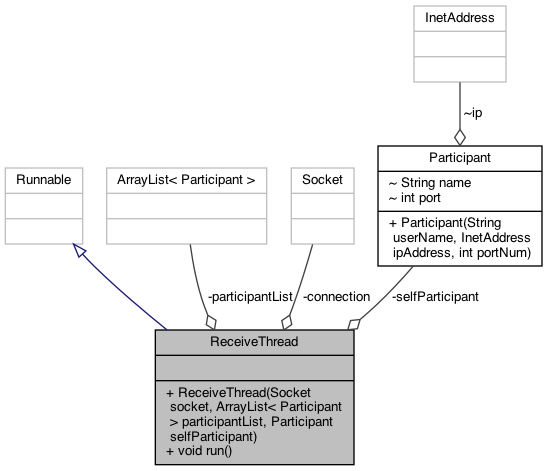 InetAddress
~ip
Participant
~ String name
~ int port
+ Participant(String
userName, InetAddress
ipAddress, int portNum)
Runnable
ArrayList< Participant >
Socket
-participantList
-connection
-selfParticipant
ReceiveThread
+ ReceiveThread(Socket
socket, ArrayList< Participant
> participantList, Participant
selfParticipant)
+ void run()